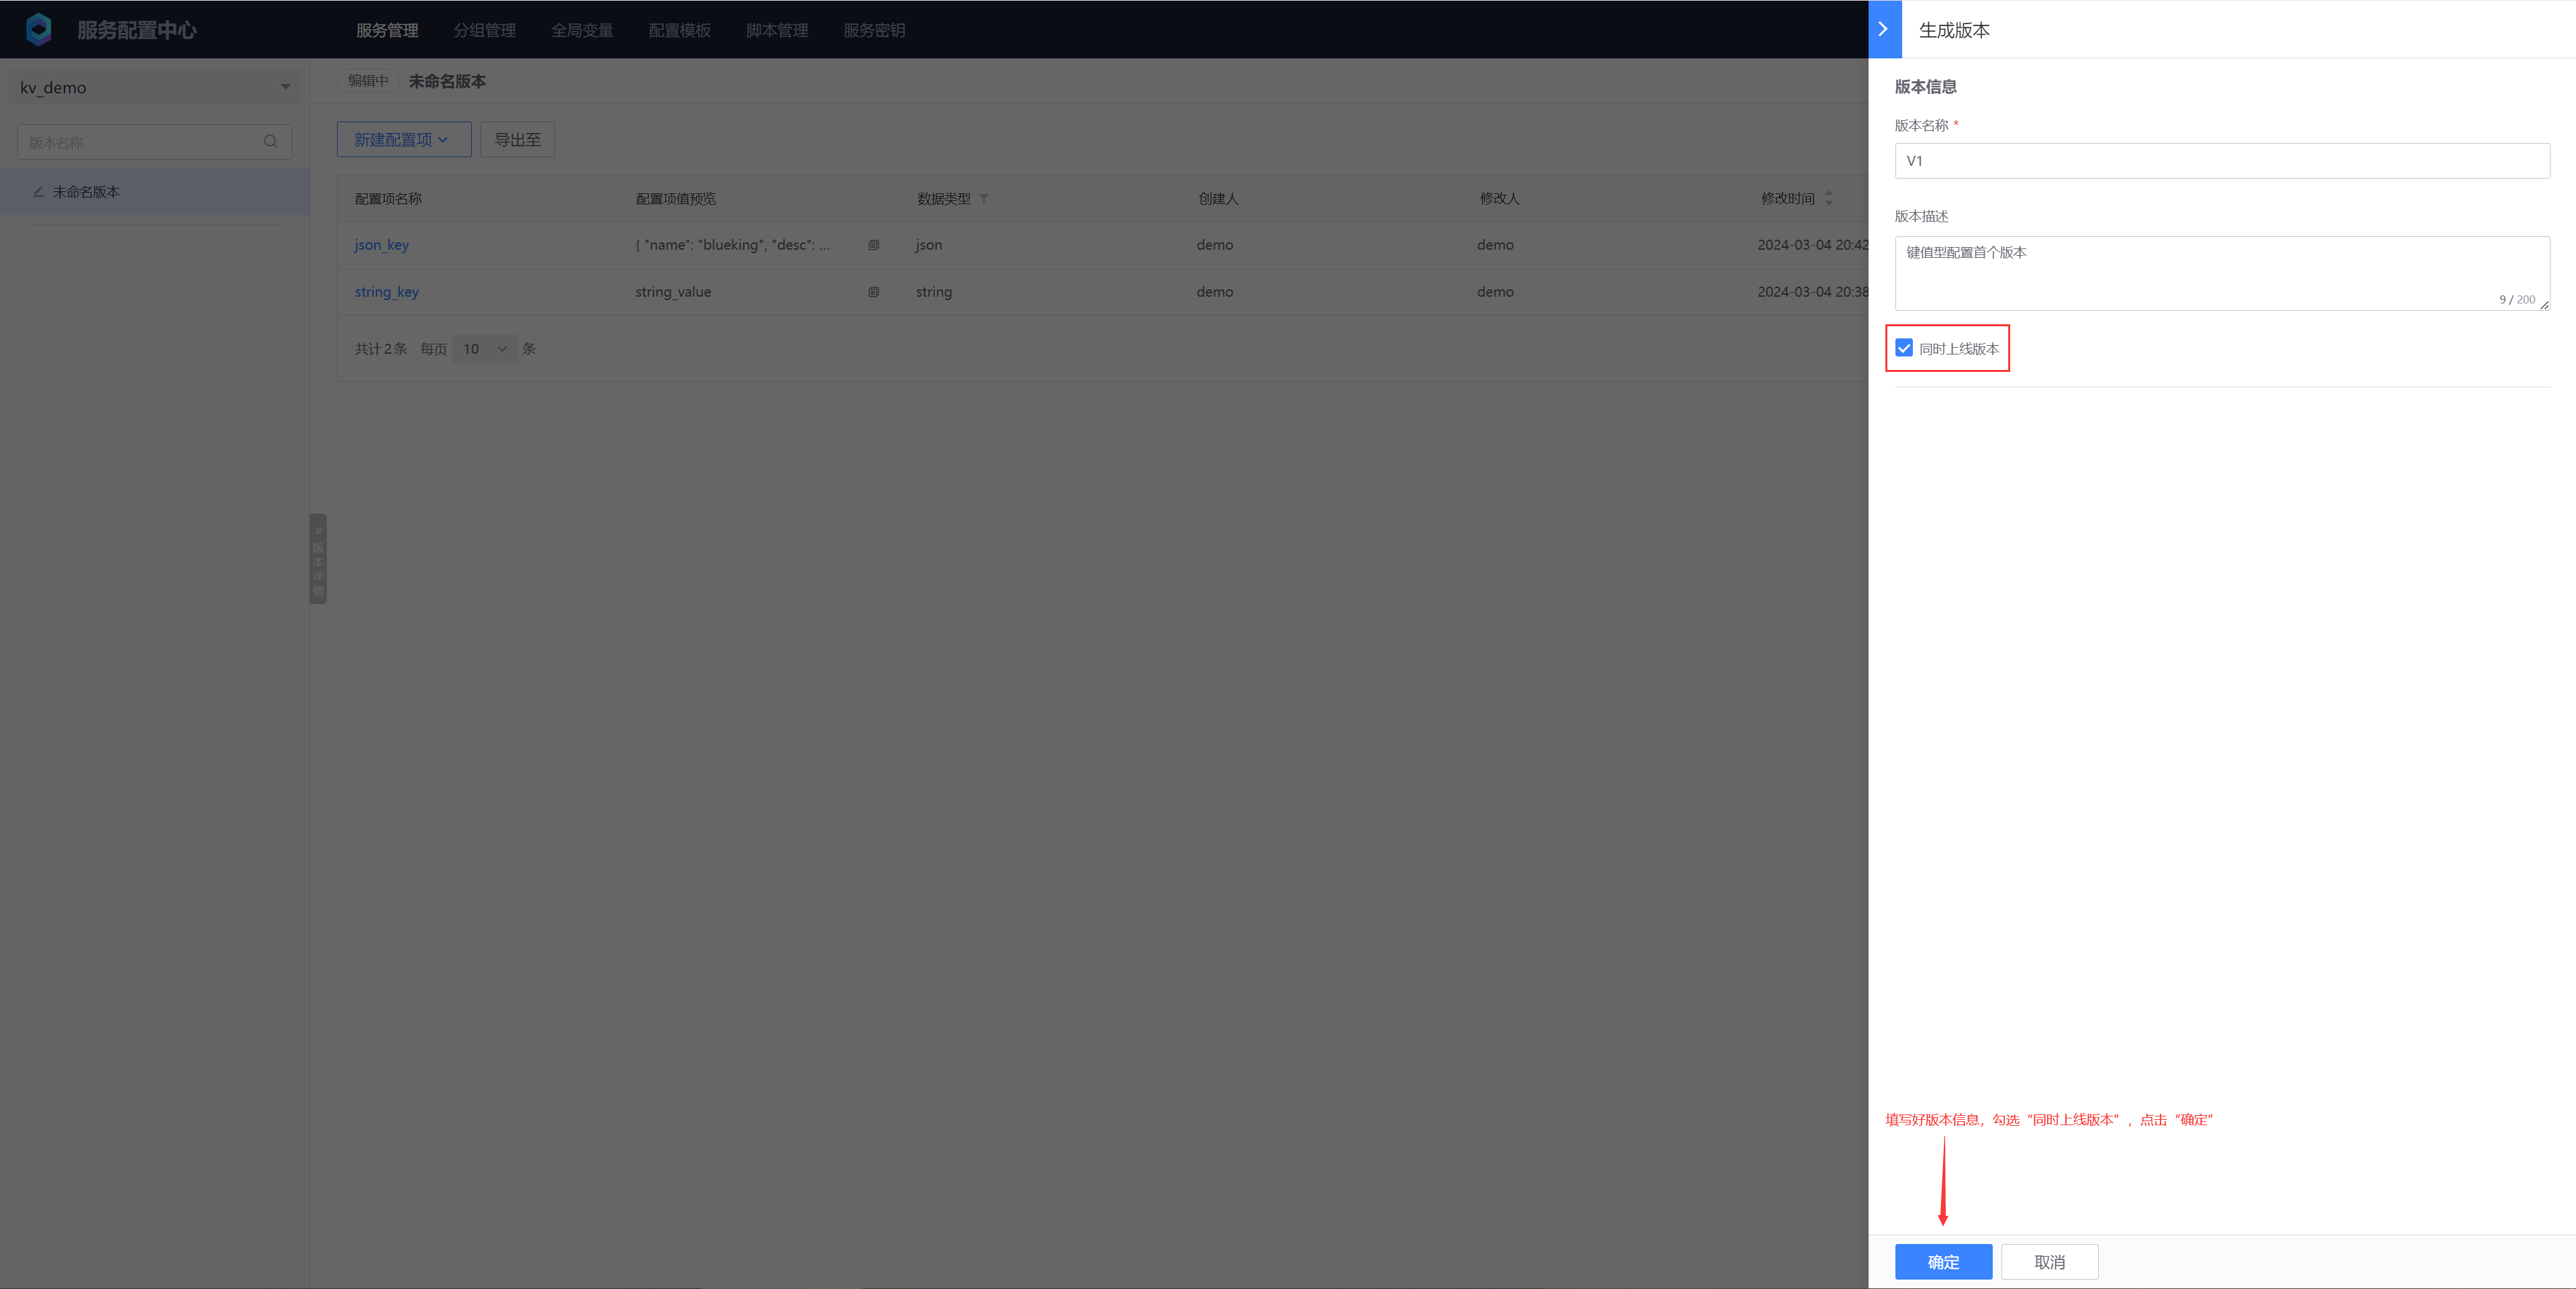 服务配置中心
服务管理 分组管理 全局变量 配置模板 脚本管理 服务密钥
kv_demo
版本名称
未命名版本
编辑中 未命名版本
新建配置项 导出至
配置项名称 配置项值预览 数据类型 创建人 修改人 修改时间
json_key { "name": "blueking", "desc": ... json demo demo 2024-03-04 20:42
string_key string_value string demo demo 2024-03-04 20:38
共计2条 每页 10 条
版本详情
生成版本
版本信息
版本名称 *
V1
版本描述
键值型配置首个版本
9 / 200
同时上线版本
填写好版本信息，勾选“同时上线版本”，点击“确定”
确定 取消